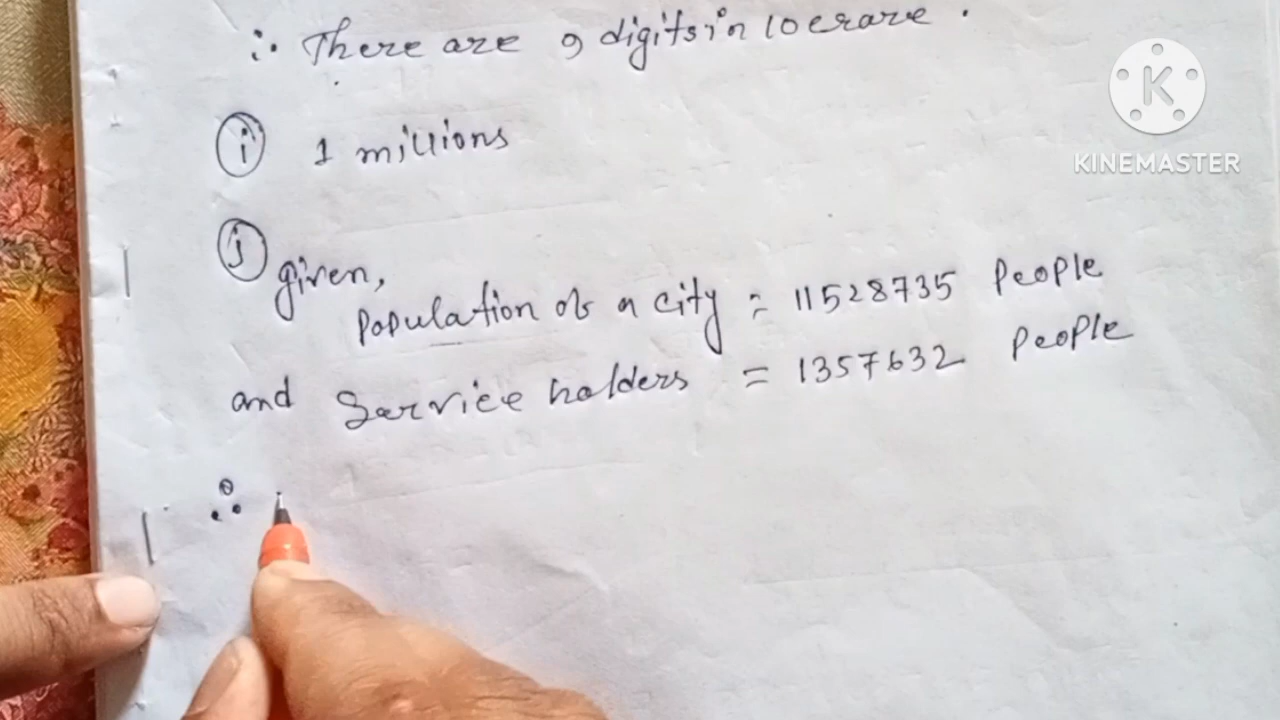 ∴ There are 9 digits in 10 crare .
ⓘ 1 millions
ⓙ given,
Population of a city = 11528735 People
and Service holders = 1357632 People
∴
K
KINEMASTER